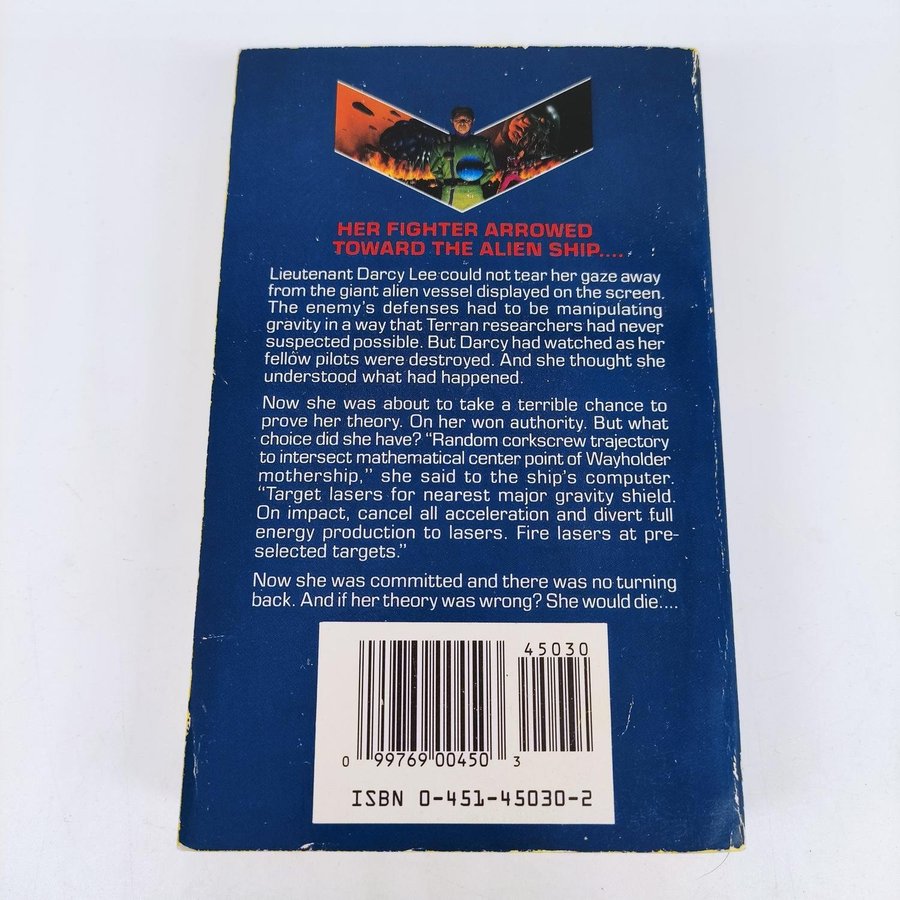 HER FIGHTER ARROWED
TOWARD THE ALIEN SHIP....
Lieutenant Darcy Lee could not tear her gaze away
from the giant alien vessel displayed on the screen.
The enemy's defenses had to be manipulating
gravity in a way that Terran researchers had never
suspected possible. But Darcy had watched as her
fellow pilots were destroyed. And she thought she
understood what had happened.
Now she was about to take a terrible chance to
prove her theory. On her won authority. But what
choice did she have? “Random corkscrew trajectory
to intersect mathematical center point of Wayholder
mothership,” she said to the ship's computer.
“Target lasers for nearest major gravity shield.
On impact, cancel all acceleration and divert full
energy production to lasers. Fire lasers at pre-
selected targets.”
Now she was committed and there was no turning
back. And if her theory was wrong? She would die....
45030
0 99769 00450 3
ISBN 0-451-45030-2